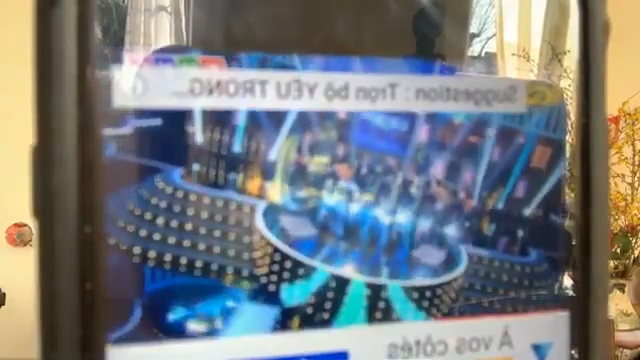 Suggestion : Trọn bộ YÊU TRONG...
À vos côtés